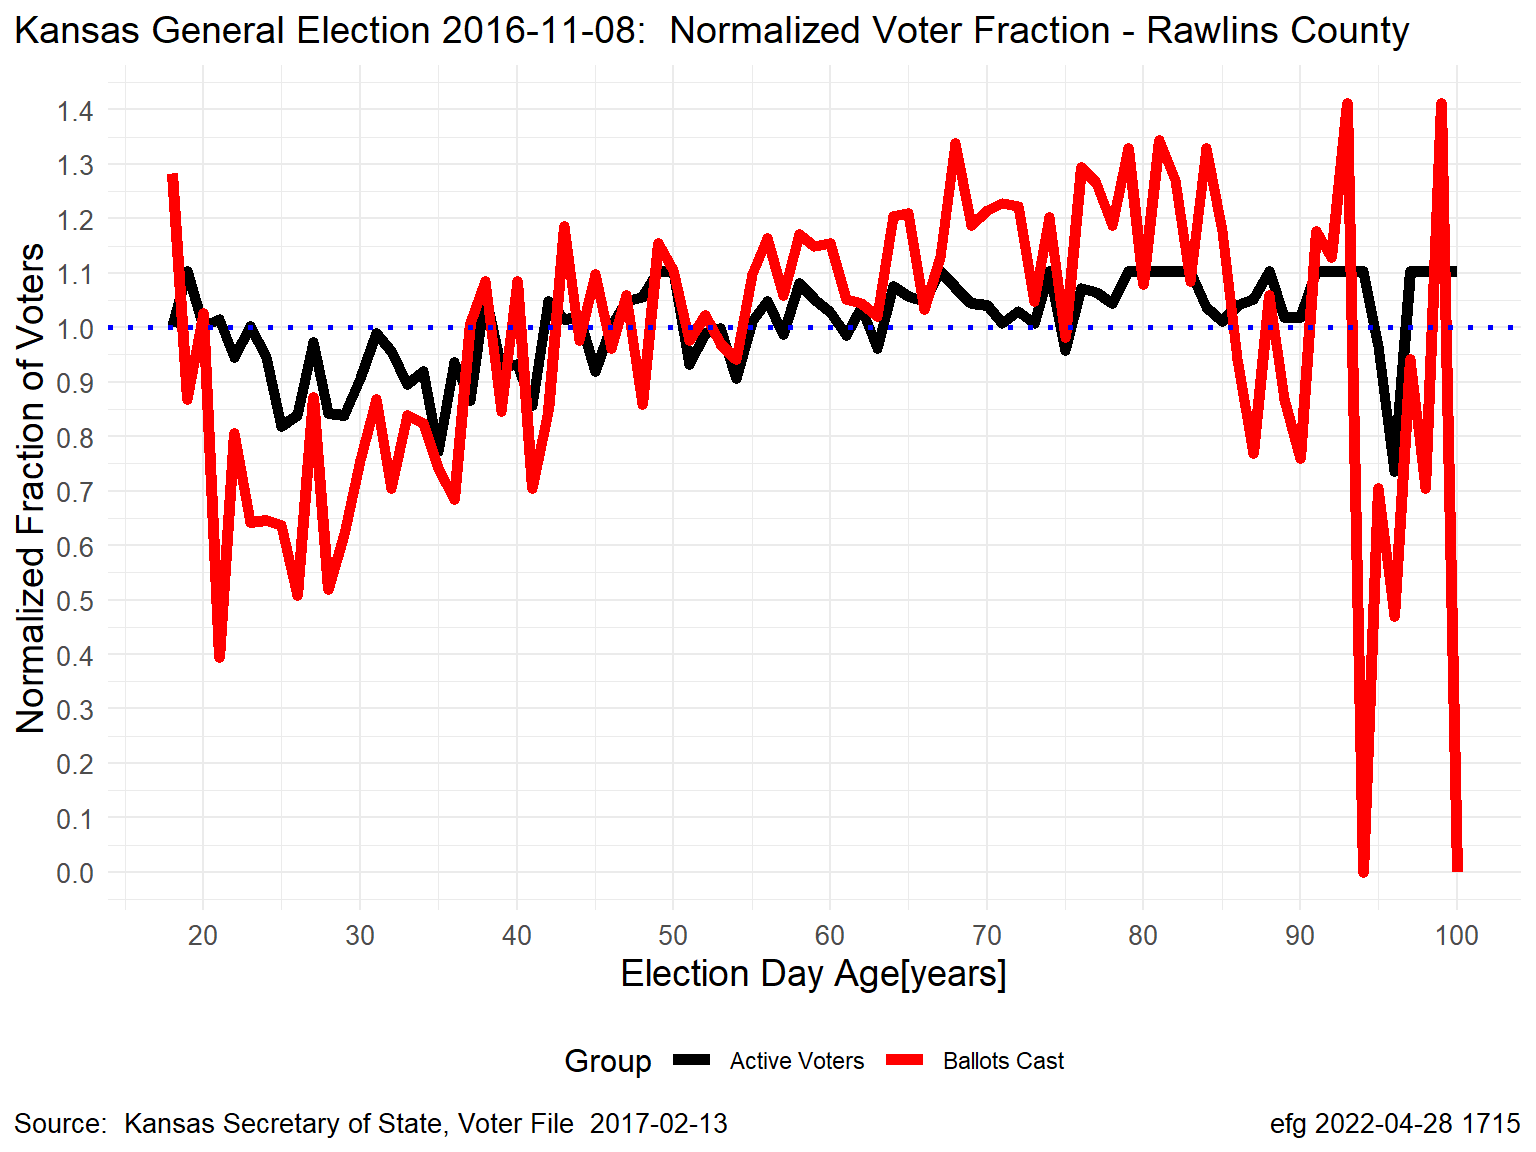 Kansas General Election 2016-11-08:  Normalized Voter Fraction - Rawlins County
Normalized Fraction of Voters
1.4
1.3
1.2
1.1
1.0
0.9
0.8
0.7
0.6
0.5
0.4
0.3
0.2
0.1
0.0
20 30 40 50 60 70 80 90 100
Election Day Age[years]
Group Active Voters Ballots Cast
Source:  Kansas Secretary of State, Voter File  2017-02-13
efg 2022-04-28 1715